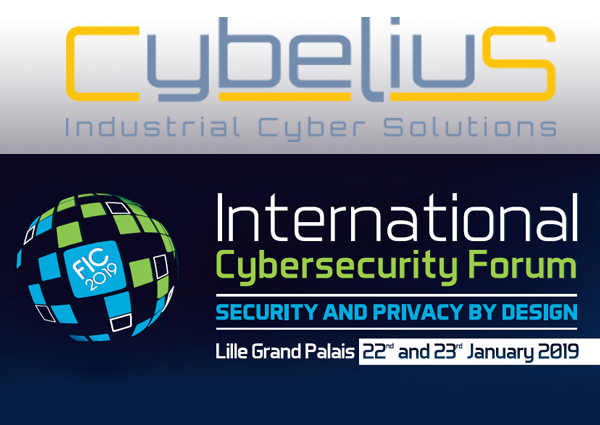 Cybelius
Industrial Cyber Solutions
FIC
2019
International
Cybersecurity Forum
SECURITY AND PRIVACY BY DESIGN
Lille Grand Palais 22nd and 23rd January 2019